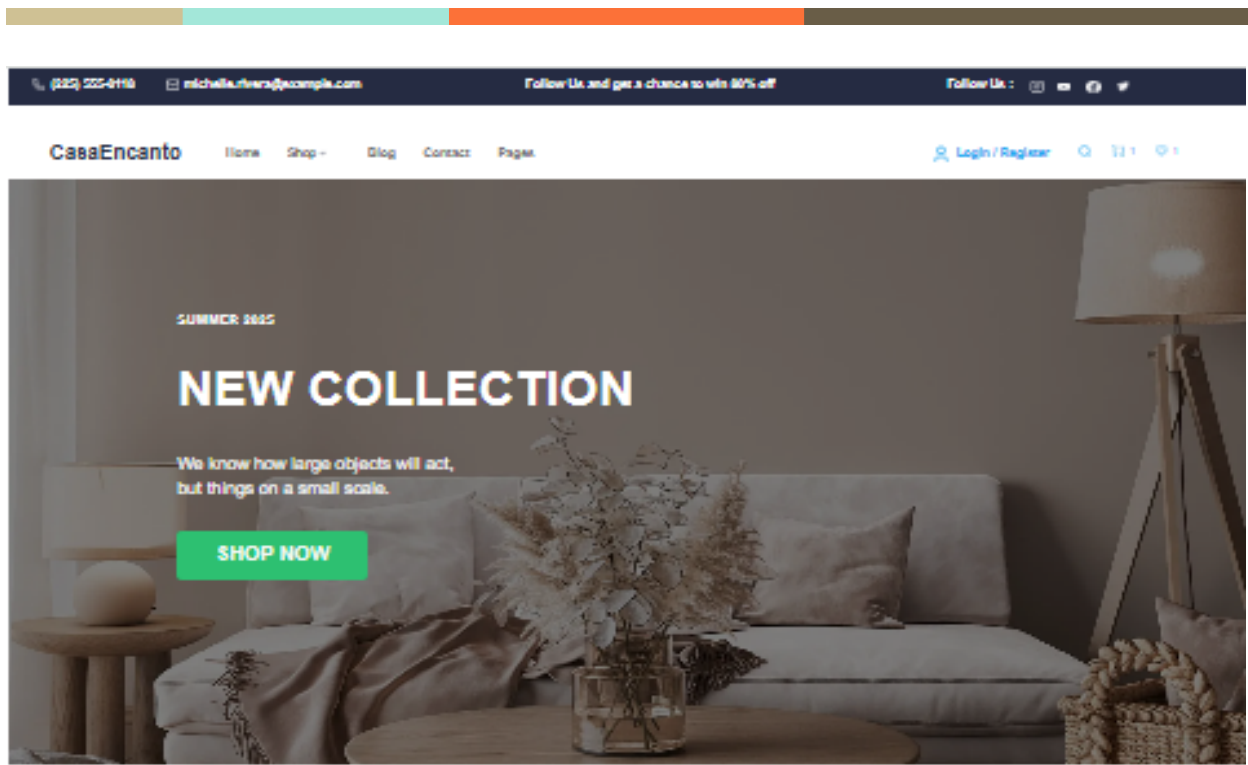 (225) 555-0118 michelle.rivera@example.com Follow Us and get a chance to win 80% off Follow Us :
CasaEncanto Home Shop Blog Contact Pages Login / Register 1 1
SUMMER 2025
NEW COLLECTION
We know how large objects will act,
but things on a small scale.
SHOP NOW